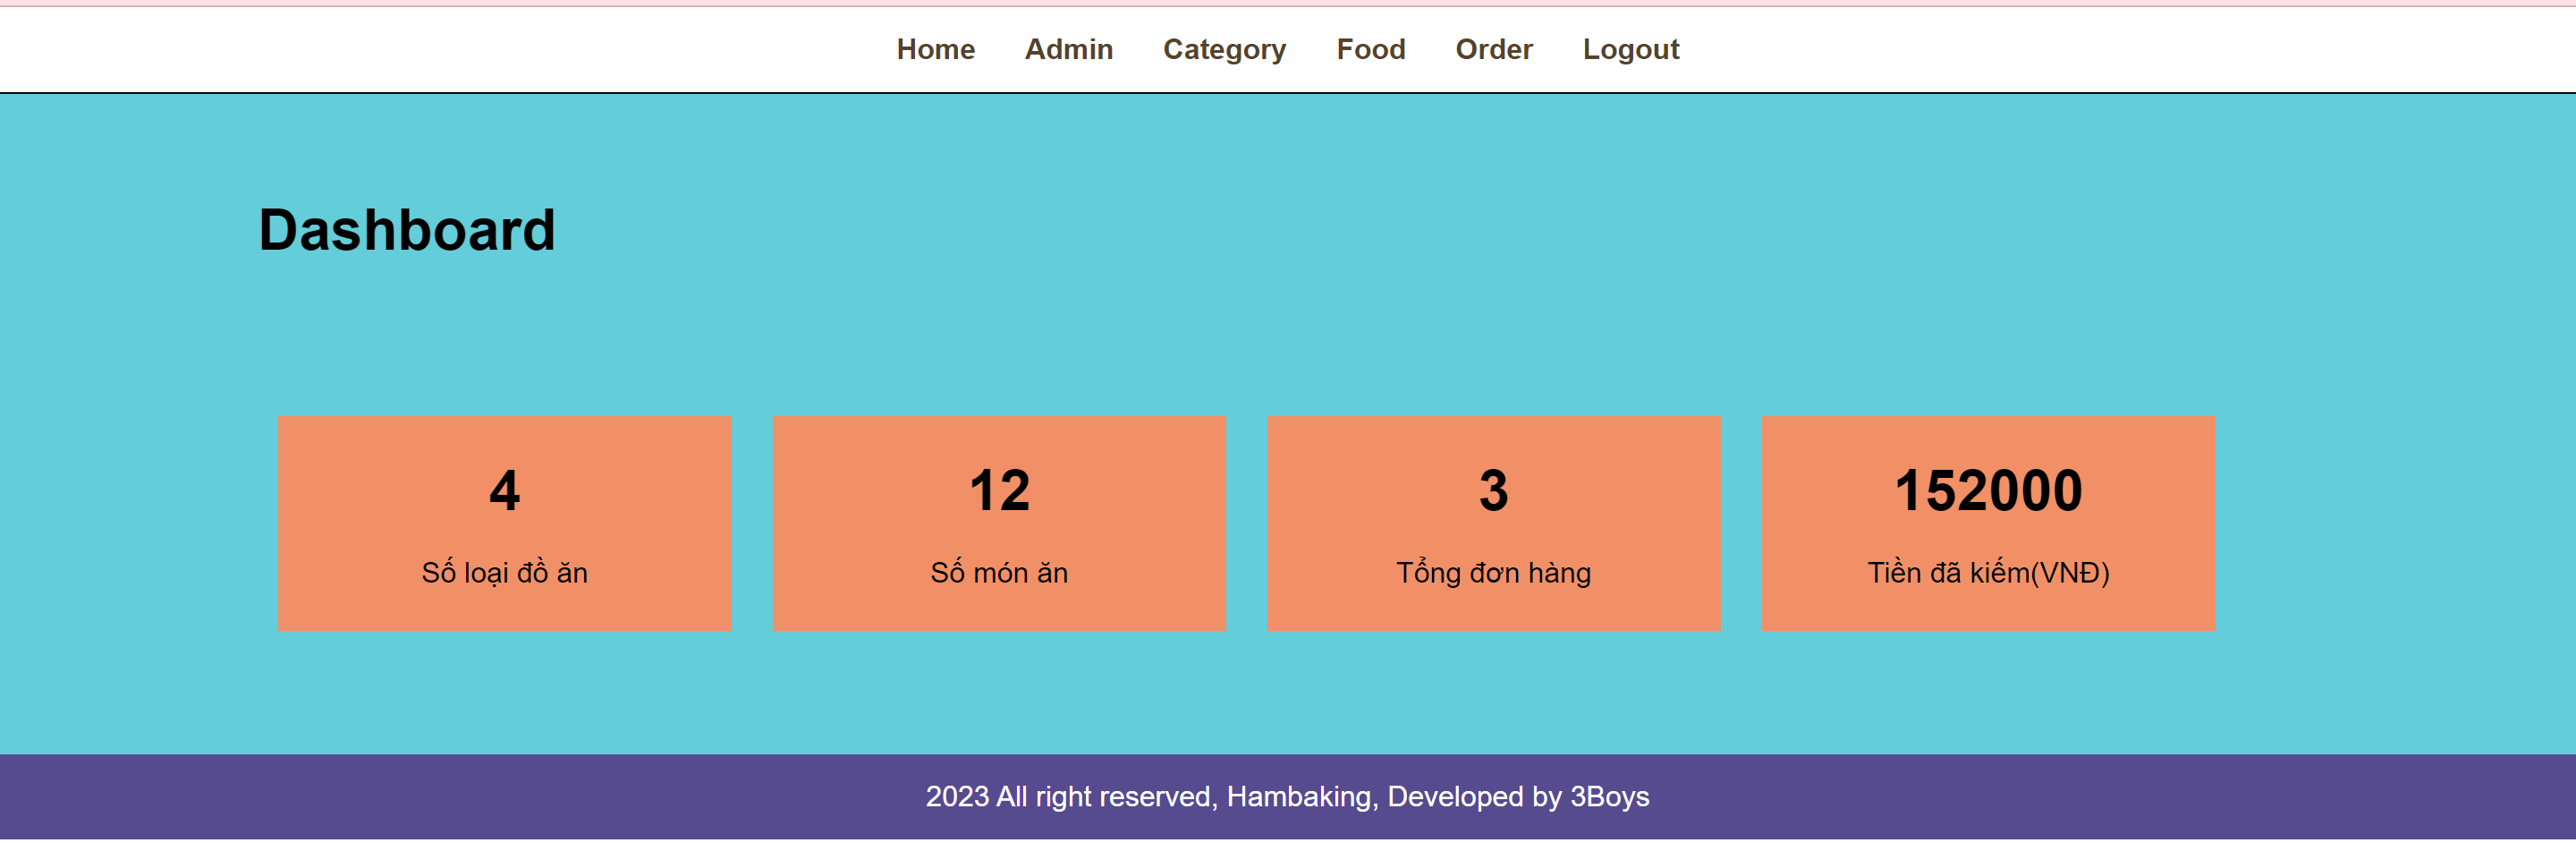 Home Admin Category Food Order Logout
Dashboard
4
Số loại đồ ăn
12
Số món ăn
3
Tổng đơn hàng
152000
Tiền đã kiếm(VNĐ)
2023 All right reserved, Hambaking, Developed by 3Boys